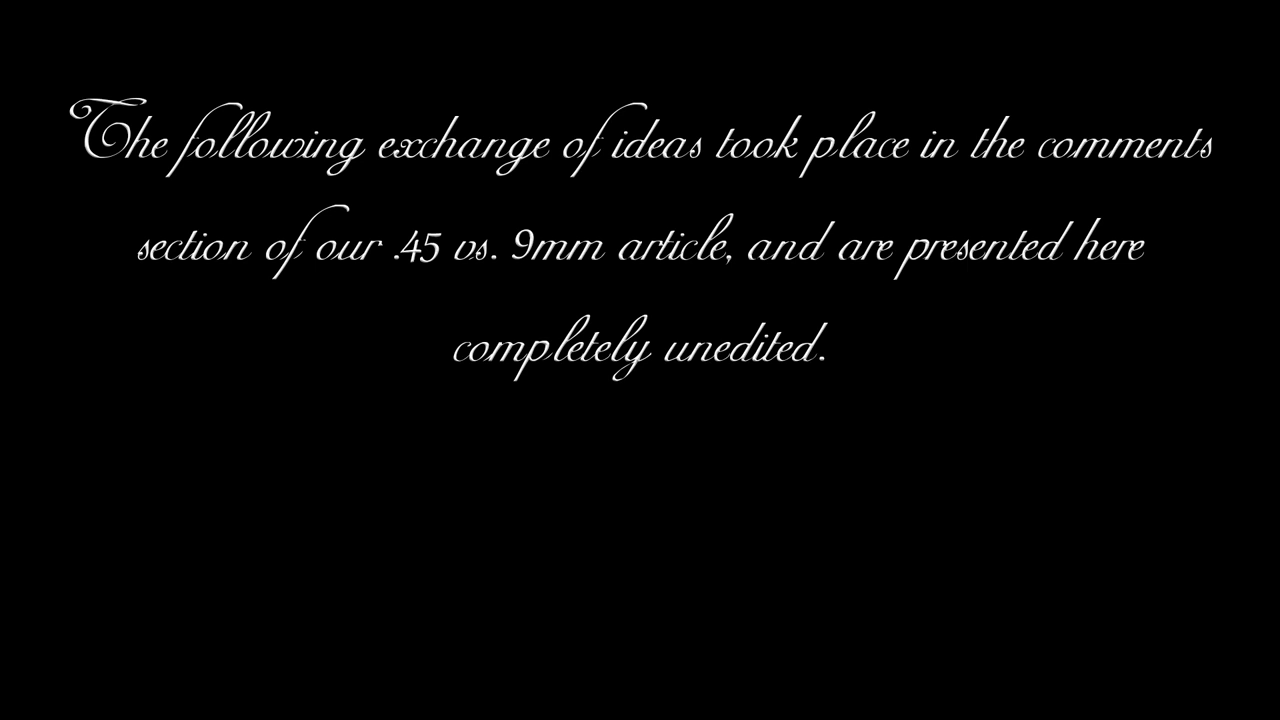 The following exchange of ideas took place in the comments
section of our .45 vs. 9mm article, and are presented here
completely unedited.